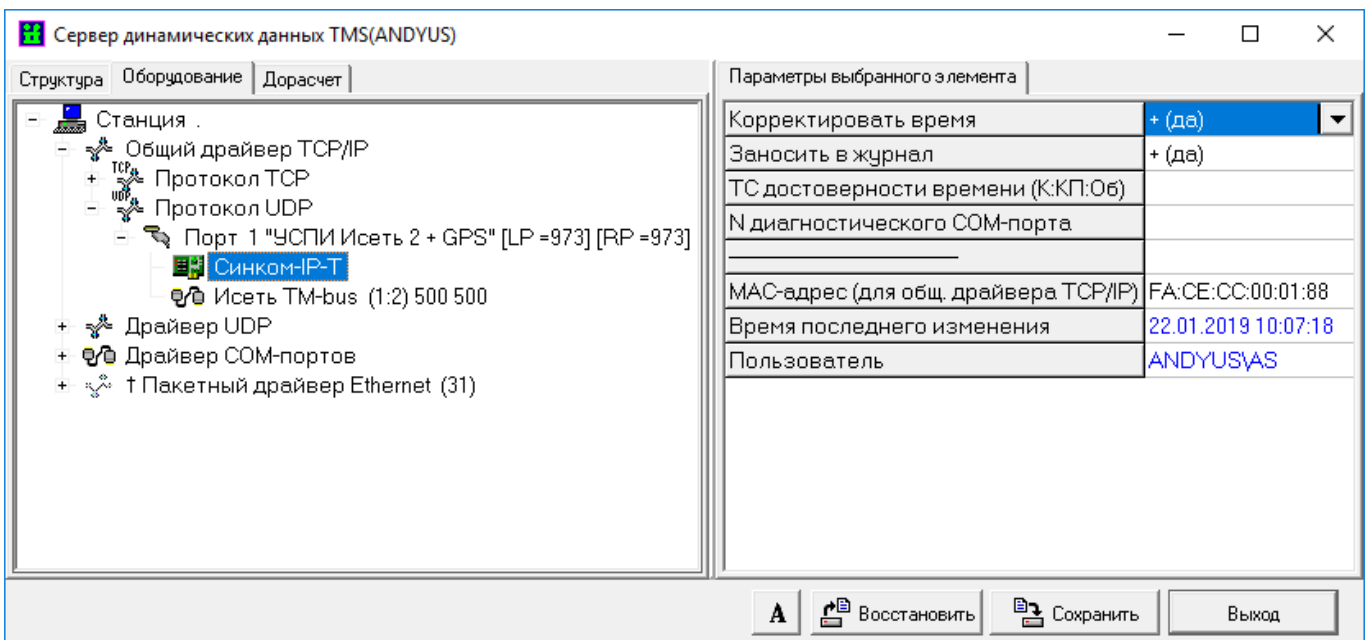 Сервер динамических данных TMS(ANDYUS)
Структура Оборудование Дорасчет
Станция .
Общий драйвер TCP/IP
TCP Протокол TCP
UDP Протокол UDP
Порт 1 "УСПИ Исеть 2 + GPS" [LP =973] [RP =973]
Синком-IP-T
Исеть TM-bus (1:2) 500 500
Драйвер UDP
Драйвер COM-портов
† Пакетный драйвер Ethernet (31)
Параметры выбранного элемента
Корректировать время + (да)
Заносить в журнал + (да)
ТС достоверности времени (К:КП:Об)
N диагностического COM-порта
MAC-адрес (для общ. драйвера TCP/IP) FA:CE:CC:00:01:88
Время последнего изменения 22.01.2019 10:07:18
Пользователь ANDYUS\AS
A Восстановить Сохранить Выход